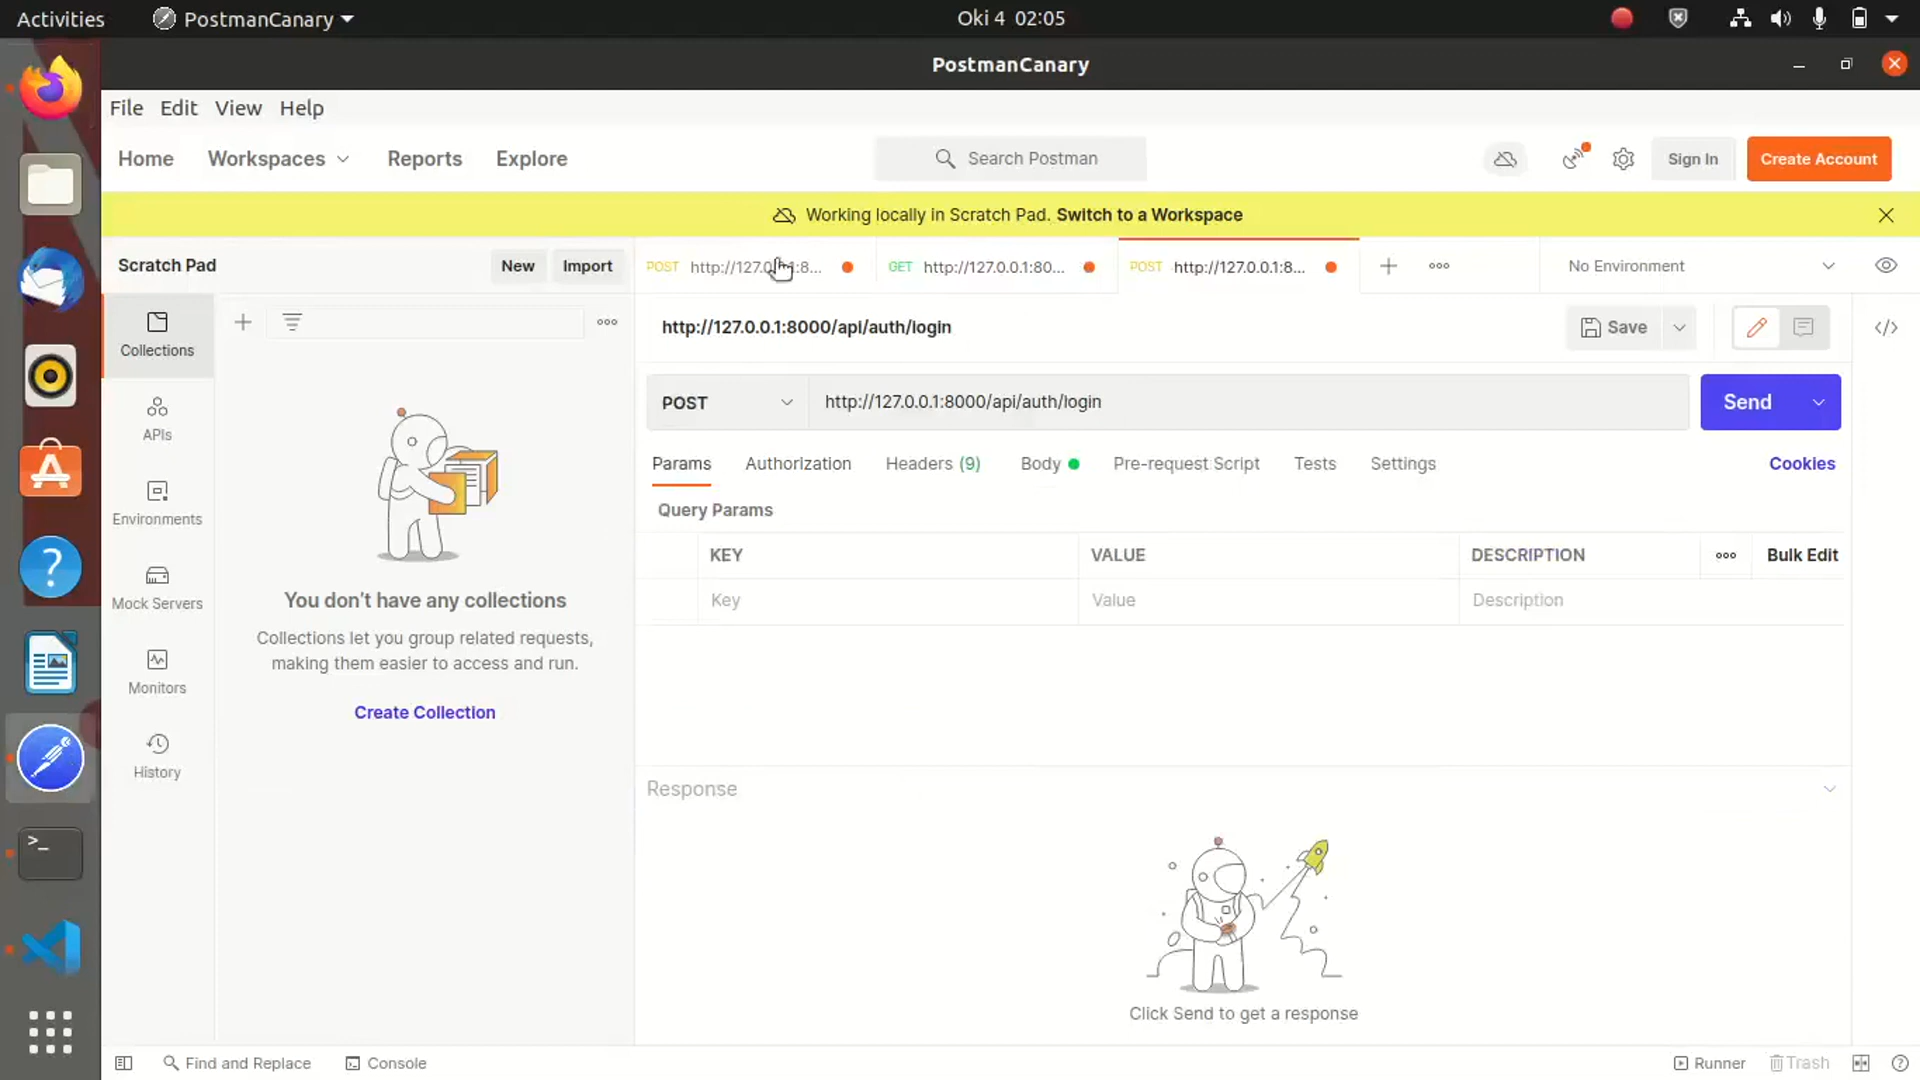 Activities
PostmanCanary
Oki 4 02:05
PostmanCanary
File Edit View Help
Home Workspaces Reports Explore
Search Postman
Sign In
Create Account
Working locally in Scratch Pad. Switch to a Workspace
Scratch Pad
New
Import
POST http://127.0.0.1:8...
GET http://127.0.0.1:80...
POST http://127.0.0.1:8...
No Environment
Collections
APIs
Environments
Mock Servers
Monitors
History
You don't have any collections
Collections let you group related requests,
making them easier to access and run.
Create Collection
http://127.0.0.1:8000/api/auth/login
Save
POST
http://127.0.0.1:8000/api/auth/login
Send
Params Authorization Headers (9) Body Pre-request Script Tests Settings
Cookies
Query Params
KEY VALUE DESCRIPTION Bulk Edit
Key Value Description
Response
Click Send to get a response
Find and Replace
Console
Runner
Trash